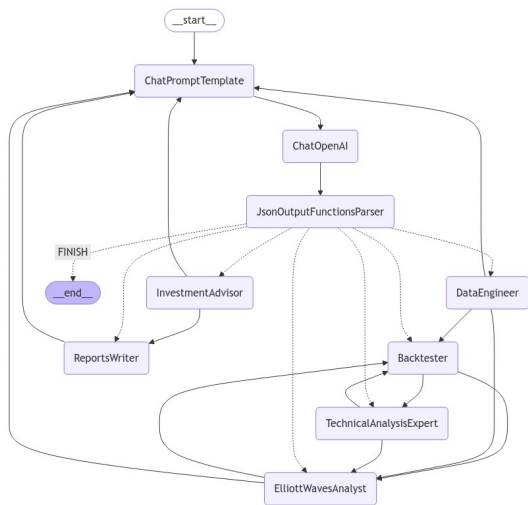 __start__
ChatPromptTemplate
ChatOpenAI
JsonOutputFunctionsParser
FINISH
__end__
InvestmentAdvisor
DataEngineer
ReportsWriter
Backtester
TechnicalAnalysisExpert
ElliottWavesAnalyst